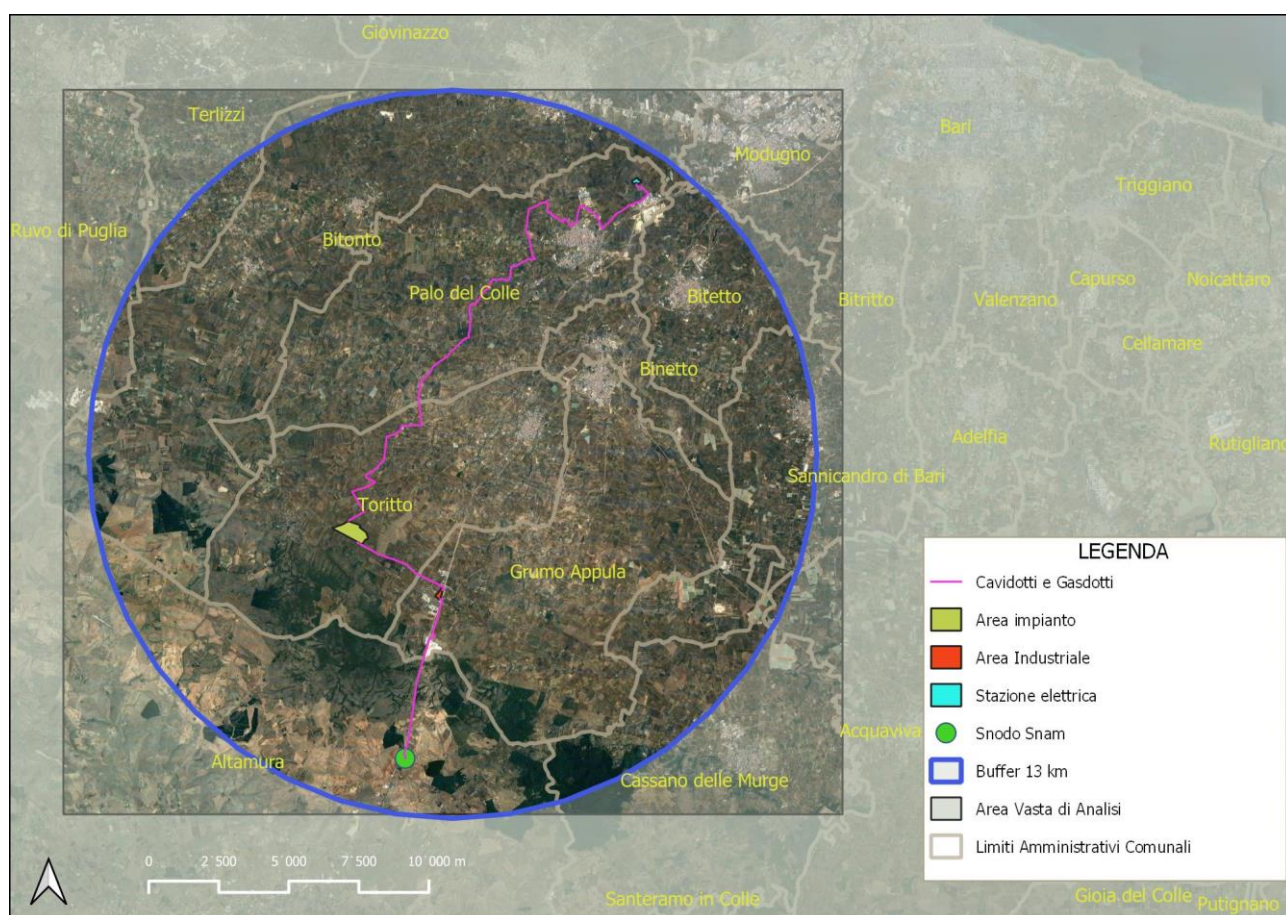 Giovinazzo
Terlizzi
Bari
Modugno
Triggiano
Ruvo di Puglia
Bitonto
Palo del Colle
Bitetto
Bitritto
Valenzano
Capurso
Noicattaro
Cellamare
Binetto
Adelfia
Rutigliano
Sannicandro di Bari
Toritto
Grumo Appula
Acquaviva
Altamura
Cassano delle Murge
Santeramo in Colle
Gioia del Colle
Putignano
LEGENDA
Cavidotti e Gasdotti
Area impianto
Area Industriale
Stazione elettrica
Snodo Snam
Buffer 13 km
Area Vasta di Analisi
Limiti Amministrativi Comunali
0 2˙500 5˙000 7˙500 10˙000 m